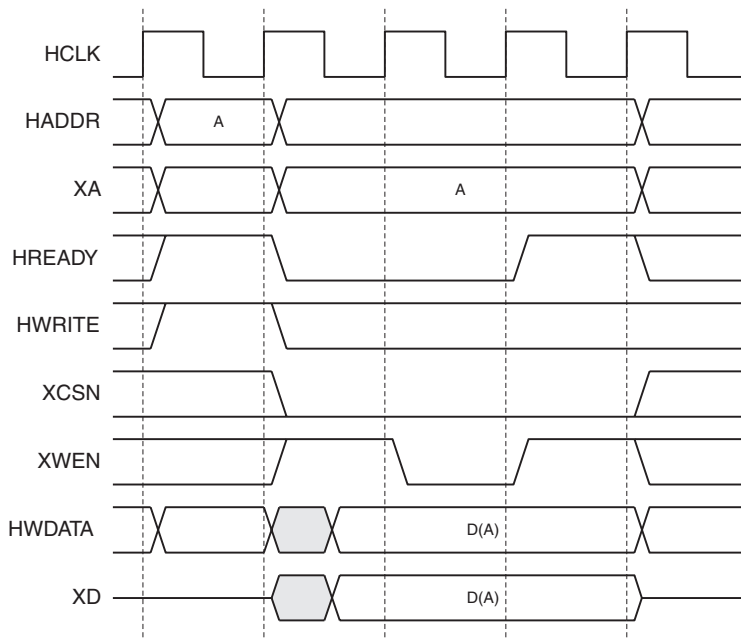 HCLK
HADDR
A
XA
A
HREADY
HWRITE
XCSN
XWEN
HWDATA
D(A)
XD
D(A)